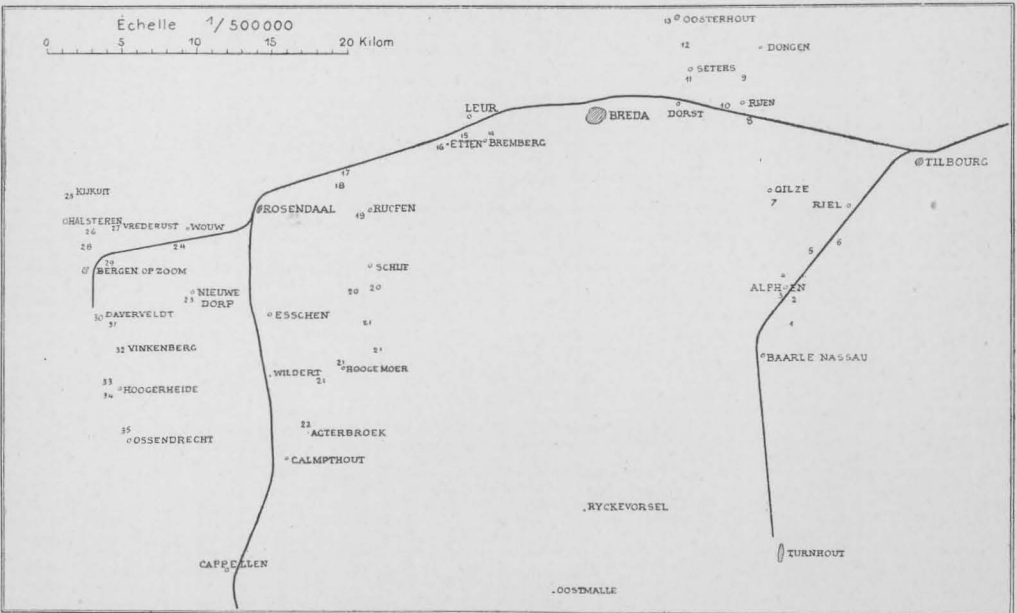 Échelle 1/500000
0 5 10 15 20 Kilom
13 OOSTERHOUT
12
DONGEN
SETERS
11
9
LEUR
BREDA
DORST
10
RIJEN
8
15
14
16 ETTEN BREMBERG
TILBOURG
17
18
25 KIJKUIT
GILZE
7
ROSENDAAL
19 RUCFEN
RIEL
HALSTEREN
26
27 VREDERUST
WOUW
28
24
6
5
29
BERGEN OP ZOOM
SCHIJT
4
NIEUWE
23 DORP
20
20
ALPHEN
3
2
30 DAVERVELDT
31
ESSCHEN
21
1
32 VINKENBERG
21
BAARLE NASSAU
21
HOOGEMOER
WILDERT
21
33
34 HOOGERHEIDE
22
ACTERBROEK
35
OSSENDRECHT
CALMPTHOUT
RYCKEVORSEL
TURNHOUT
CAPPELLEN
OOSTMALLE